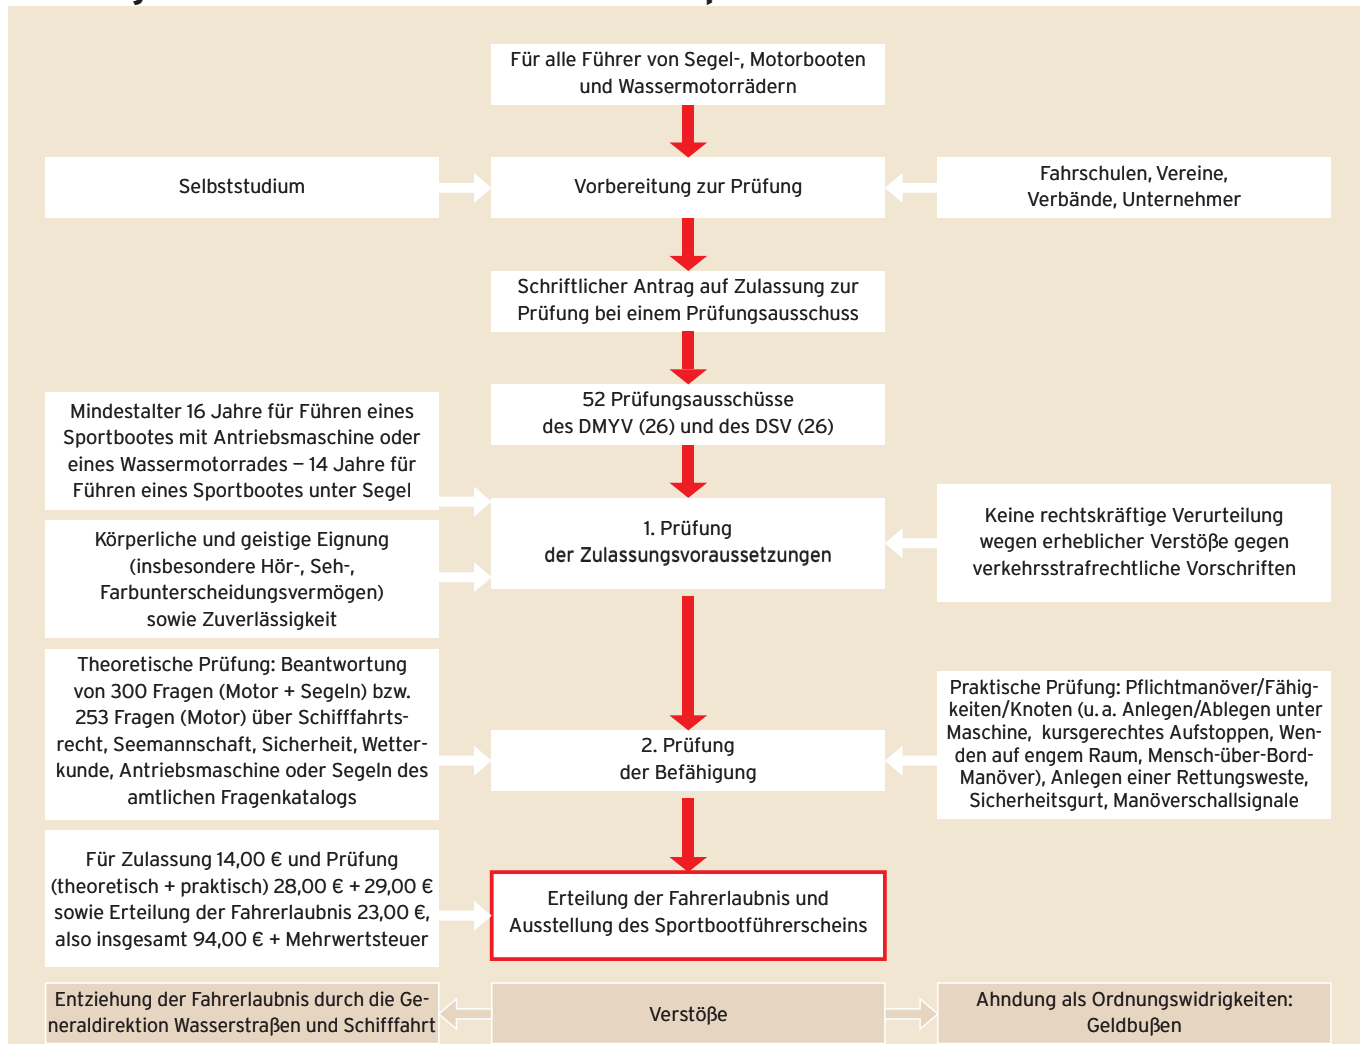 Für alle Führer von Segel-, Motorbooten
und Wassermotorrädern
Selbststudium
Vorbereitung zur Prüfung
Fahrschulen, Vereine,
Verbände, Unternehmer
Schriftlicher Antrag auf Zulassung zur
Prüfung bei einem Prüfungsausschuss
52 Prüfungsausschüsse
des DMYV (26) und des DSV (26)
Mindestalter 16 Jahre für Führen eines
Sportbootes mit Antriebsmaschine oder
eines Wassermotorrades – 14 Jahre für
Führen eines Sportbootes unter Segel
Körperliche und geistige Eignung
(insbesondere Hör-, Seh-,
Farbunterscheidungsvermögen)
sowie Zuverlässigkeit
1. Prüfung
der Zulassungsvoraussetzungen
Keine rechtskräftige Verurteilung
wegen erheblicher Verstöße gegen
verkehrsstrafrechtliche Vorschriften
Theoretische Prüfung: Beantwortung
von 300 Fragen (Motor + Segeln) bzw.
253 Fragen (Motor) über Schifffahrts-
recht, Seemannschaft, Sicherheit, Wetter-
kunde, Antriebsmaschine oder Segeln des
amtlichen Fragenkatalogs
2. Prüfung
der Befähigung
Praktische Prüfung: Pflichtmanöver/Fähig-
keiten/Knoten (u. a. Anlegen/Ablegen unter
Maschine, kursgerechtes Aufstoppen, Wen-
den auf engem Raum, Mensch-über-Bord-
Manöver), Anlegen einer Rettungsweste,
Sicherheitsgurt, Manöverschallsignale
Für Zulassung 14,00 € und Prüfung
(theoretisch + praktisch) 28,00 € + 29,00 €
sowie Erteilung der Fahrerlaubnis 23,00 €,
also insgesamt 94,00 € + Mehrwertsteuer
Erteilung der Fahrerlaubnis und
Ausstellung des Sportbootführerscheins
Entziehung der Fahrerlaubnis durch die Ge-
neraldirektion Wasserstraßen und Schifffahrt
Verstöße
Ahndung als Ordnungswidrigkeiten:
Geldbußen